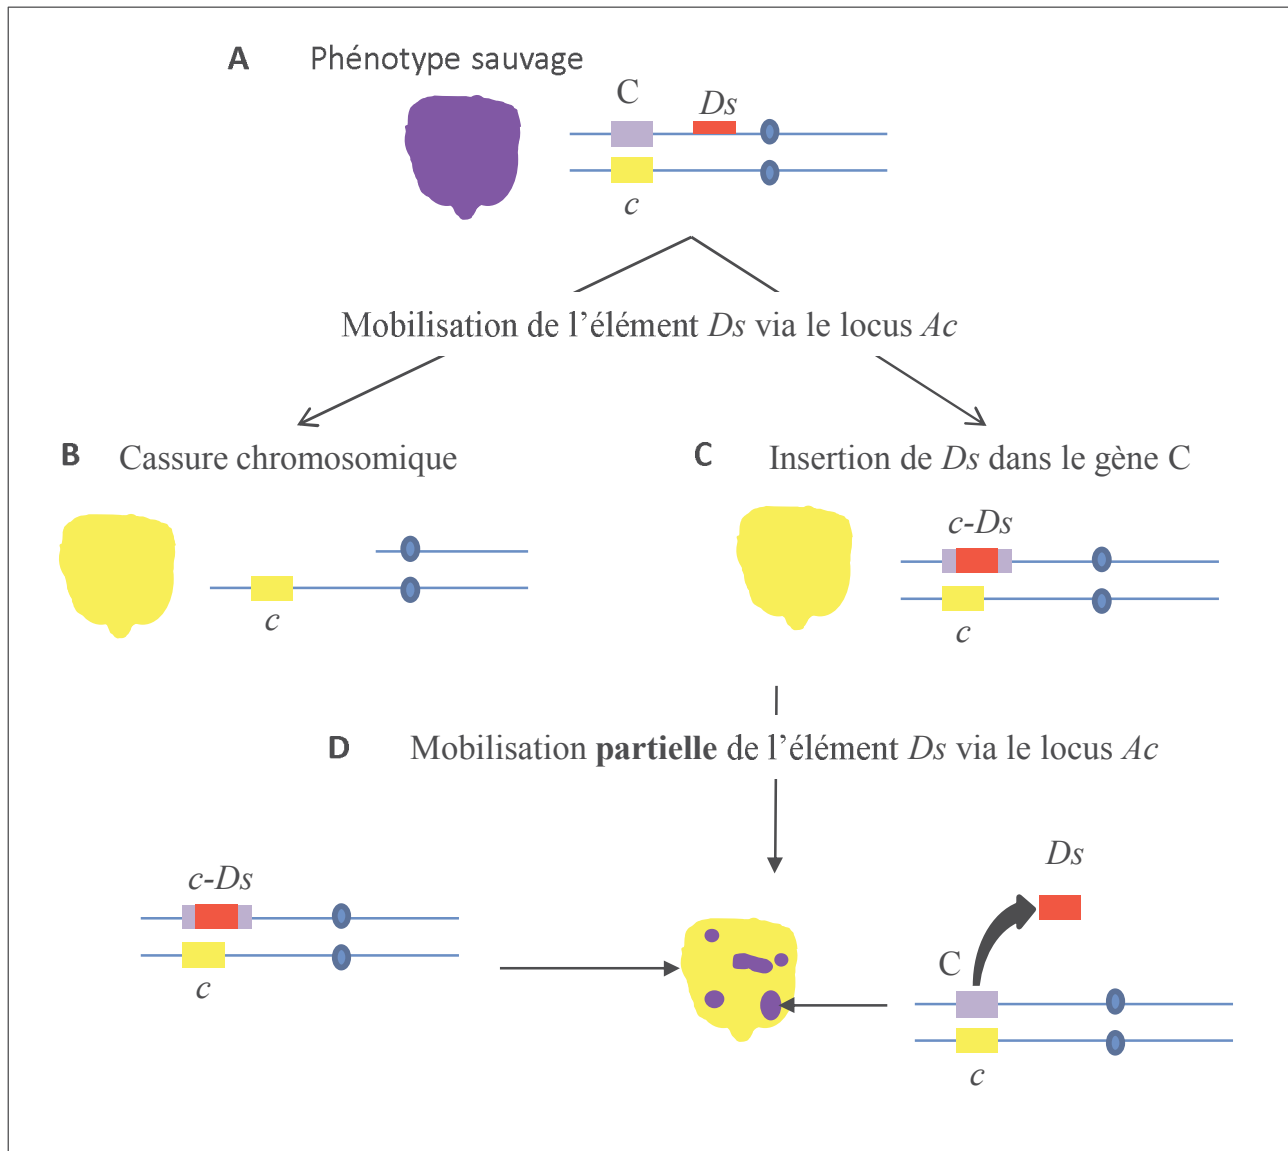 A Phénotype sauvage
C
Ds
c
Mobilisation de l'élément Ds via le locus Ac
B Cassure chromosomique
C Insertion de Ds dans le gène C
c-Ds
c
c
D Mobilisation partielle de l'élément Ds via le locus Ac
Ds
c-Ds
C
c
c